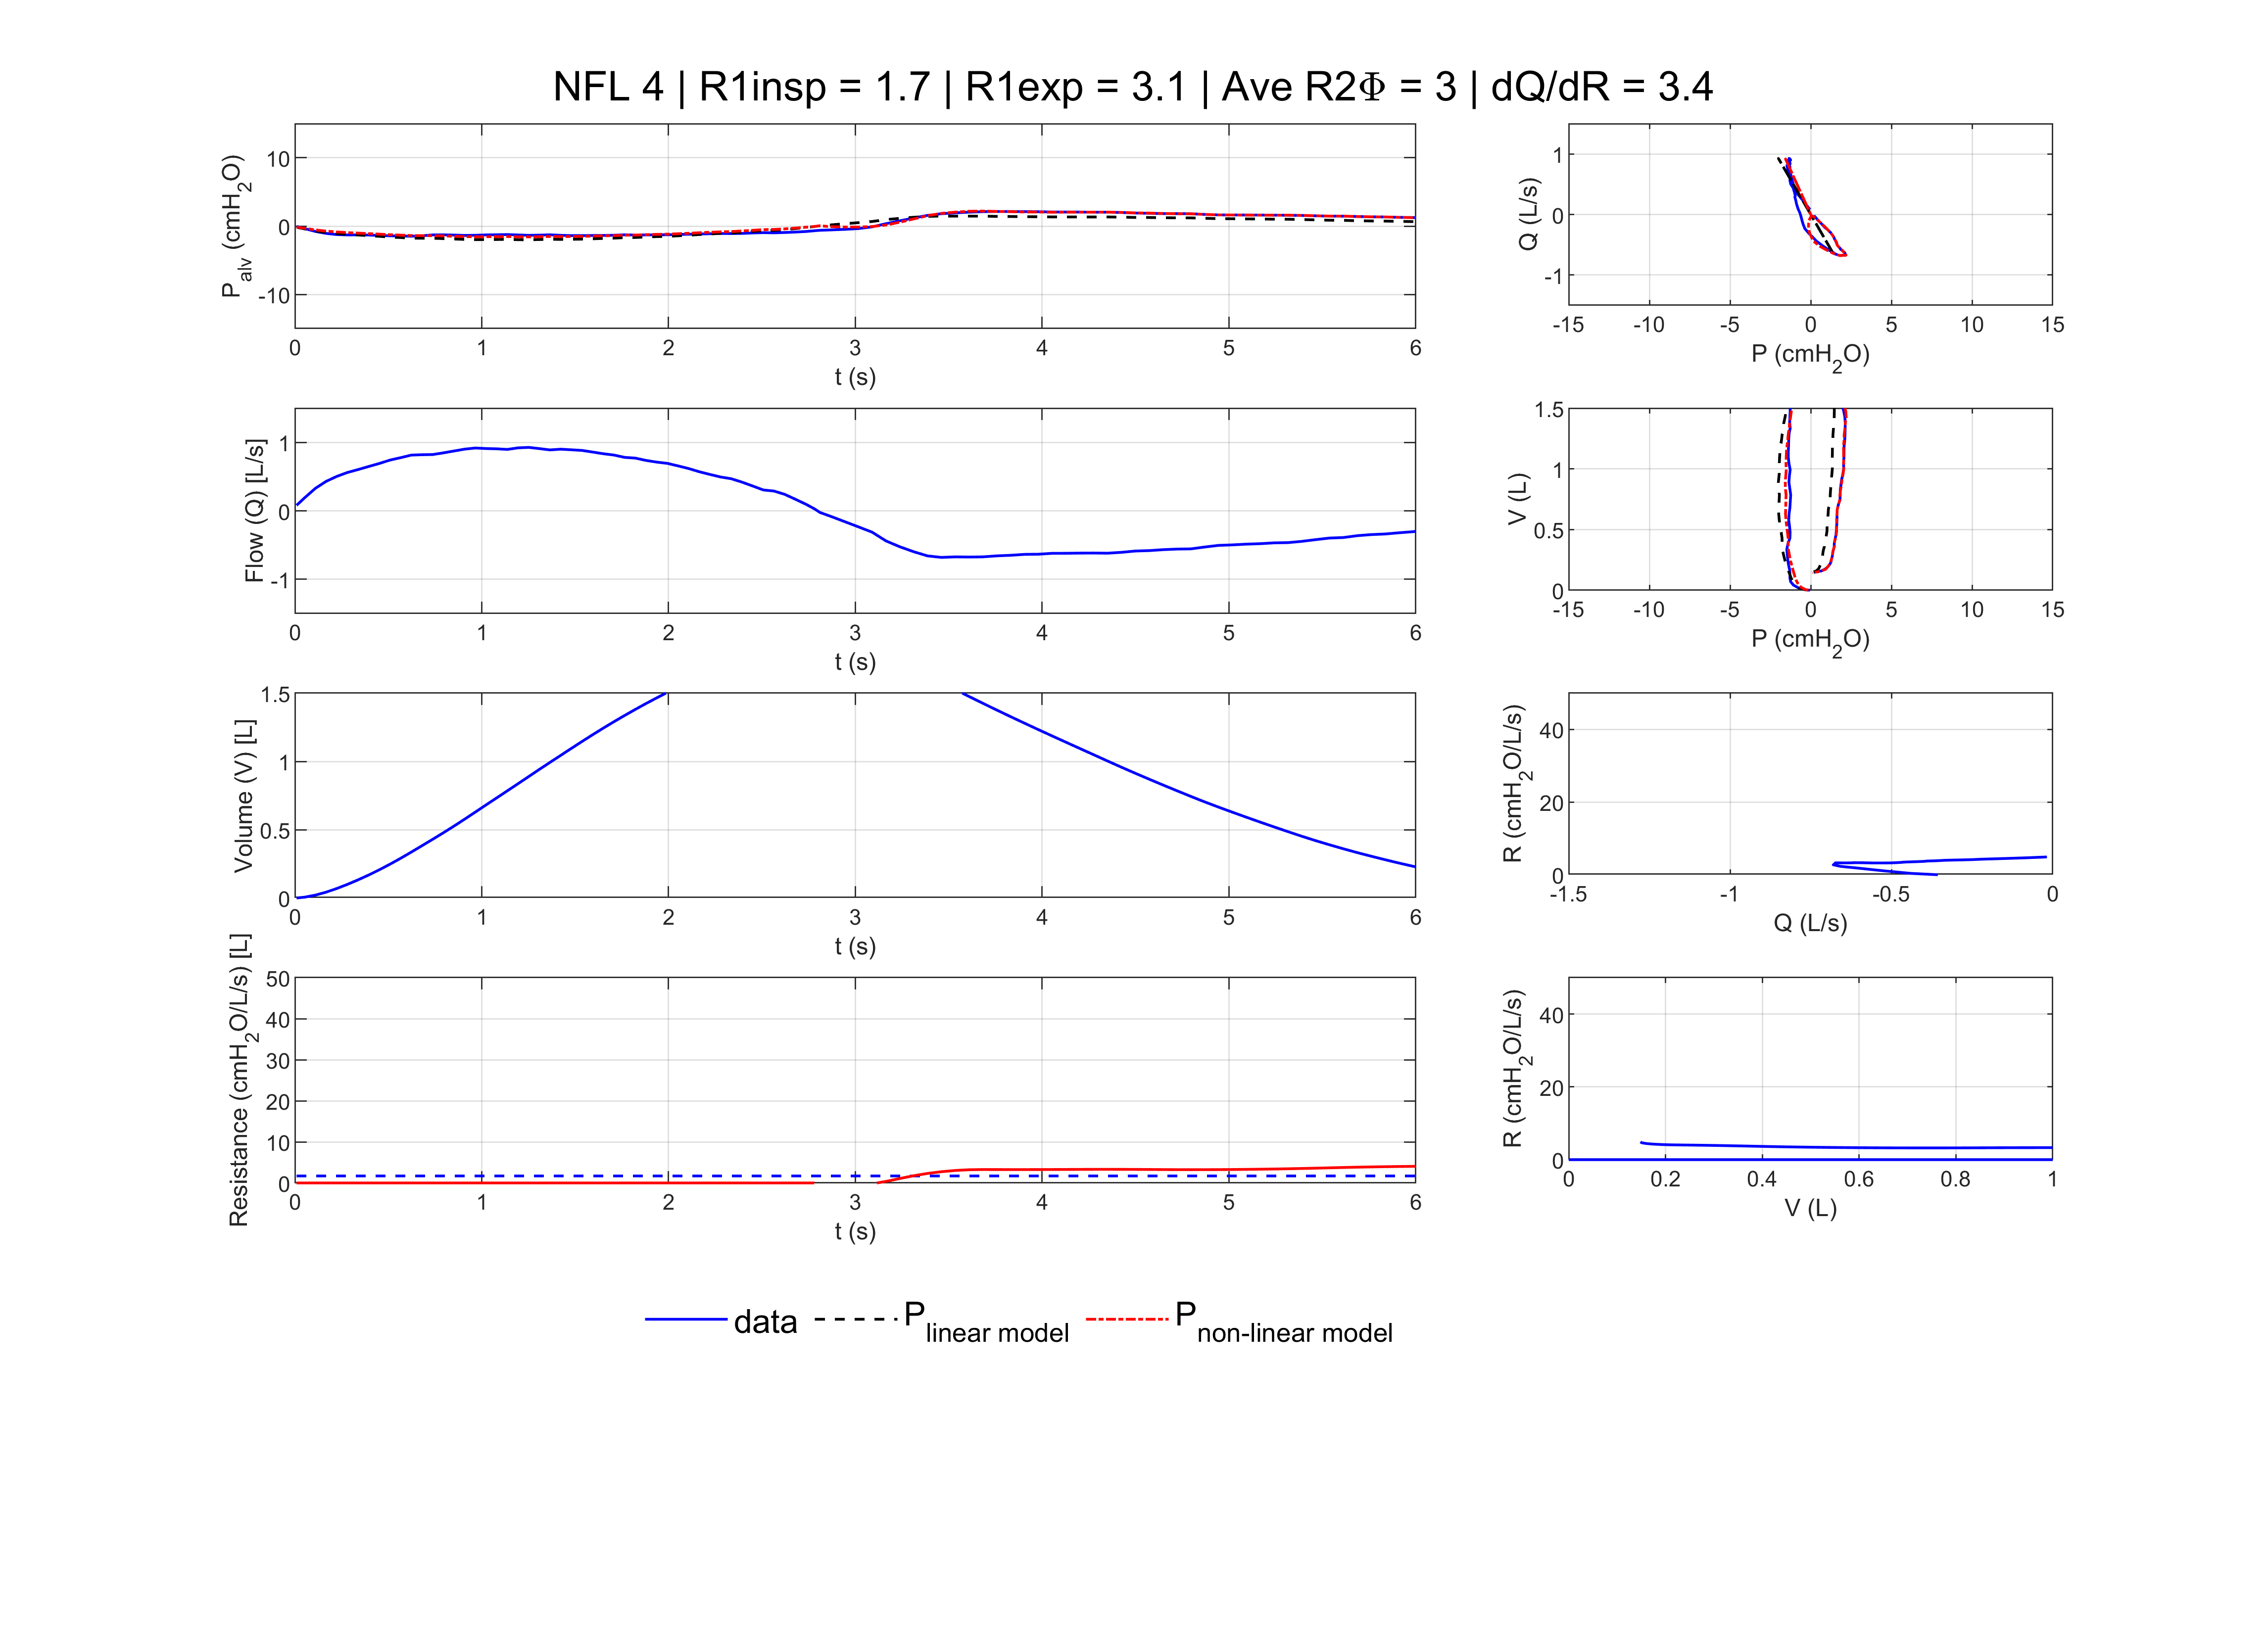 NFL 4 | R1insp = 1.7 | R1exp = 3.1 | Ave R2Φ = 3 | dQ/dR = 3.4
P_alv (cmH_2O)
10
0
-10
0 1 2 3 4 5 6
t (s)
Q (L/s)
1
0
-1
-15 -10 -5 0 5 10 15
P (cmH_2O)
Flow (Q) [L/s]
1
0
-1
0 1 2 3 4 5 6
t (s)
V (L)
1.5
1
0.5
0
-15 -10 -5 0 5 10 15
P (cmH_2O)
Volume (V) [L]
1.5
1
0.5
0
0 1 2 3 4 5 6
t (s)
R (cmH_2O/L/s)
40
20
0
-1.5 -1 -0.5 0
Q (L/s)
Resistance (cmH_2O/L/s) [L]
50
40
30
20
10
0
0 1 2 3 4 5 6
t (s)
R (cmH_2O/L/s)
40
20
0
0 0.2 0.4 0.6 0.8 1
V (L)
data P_linear model P_non-linear model